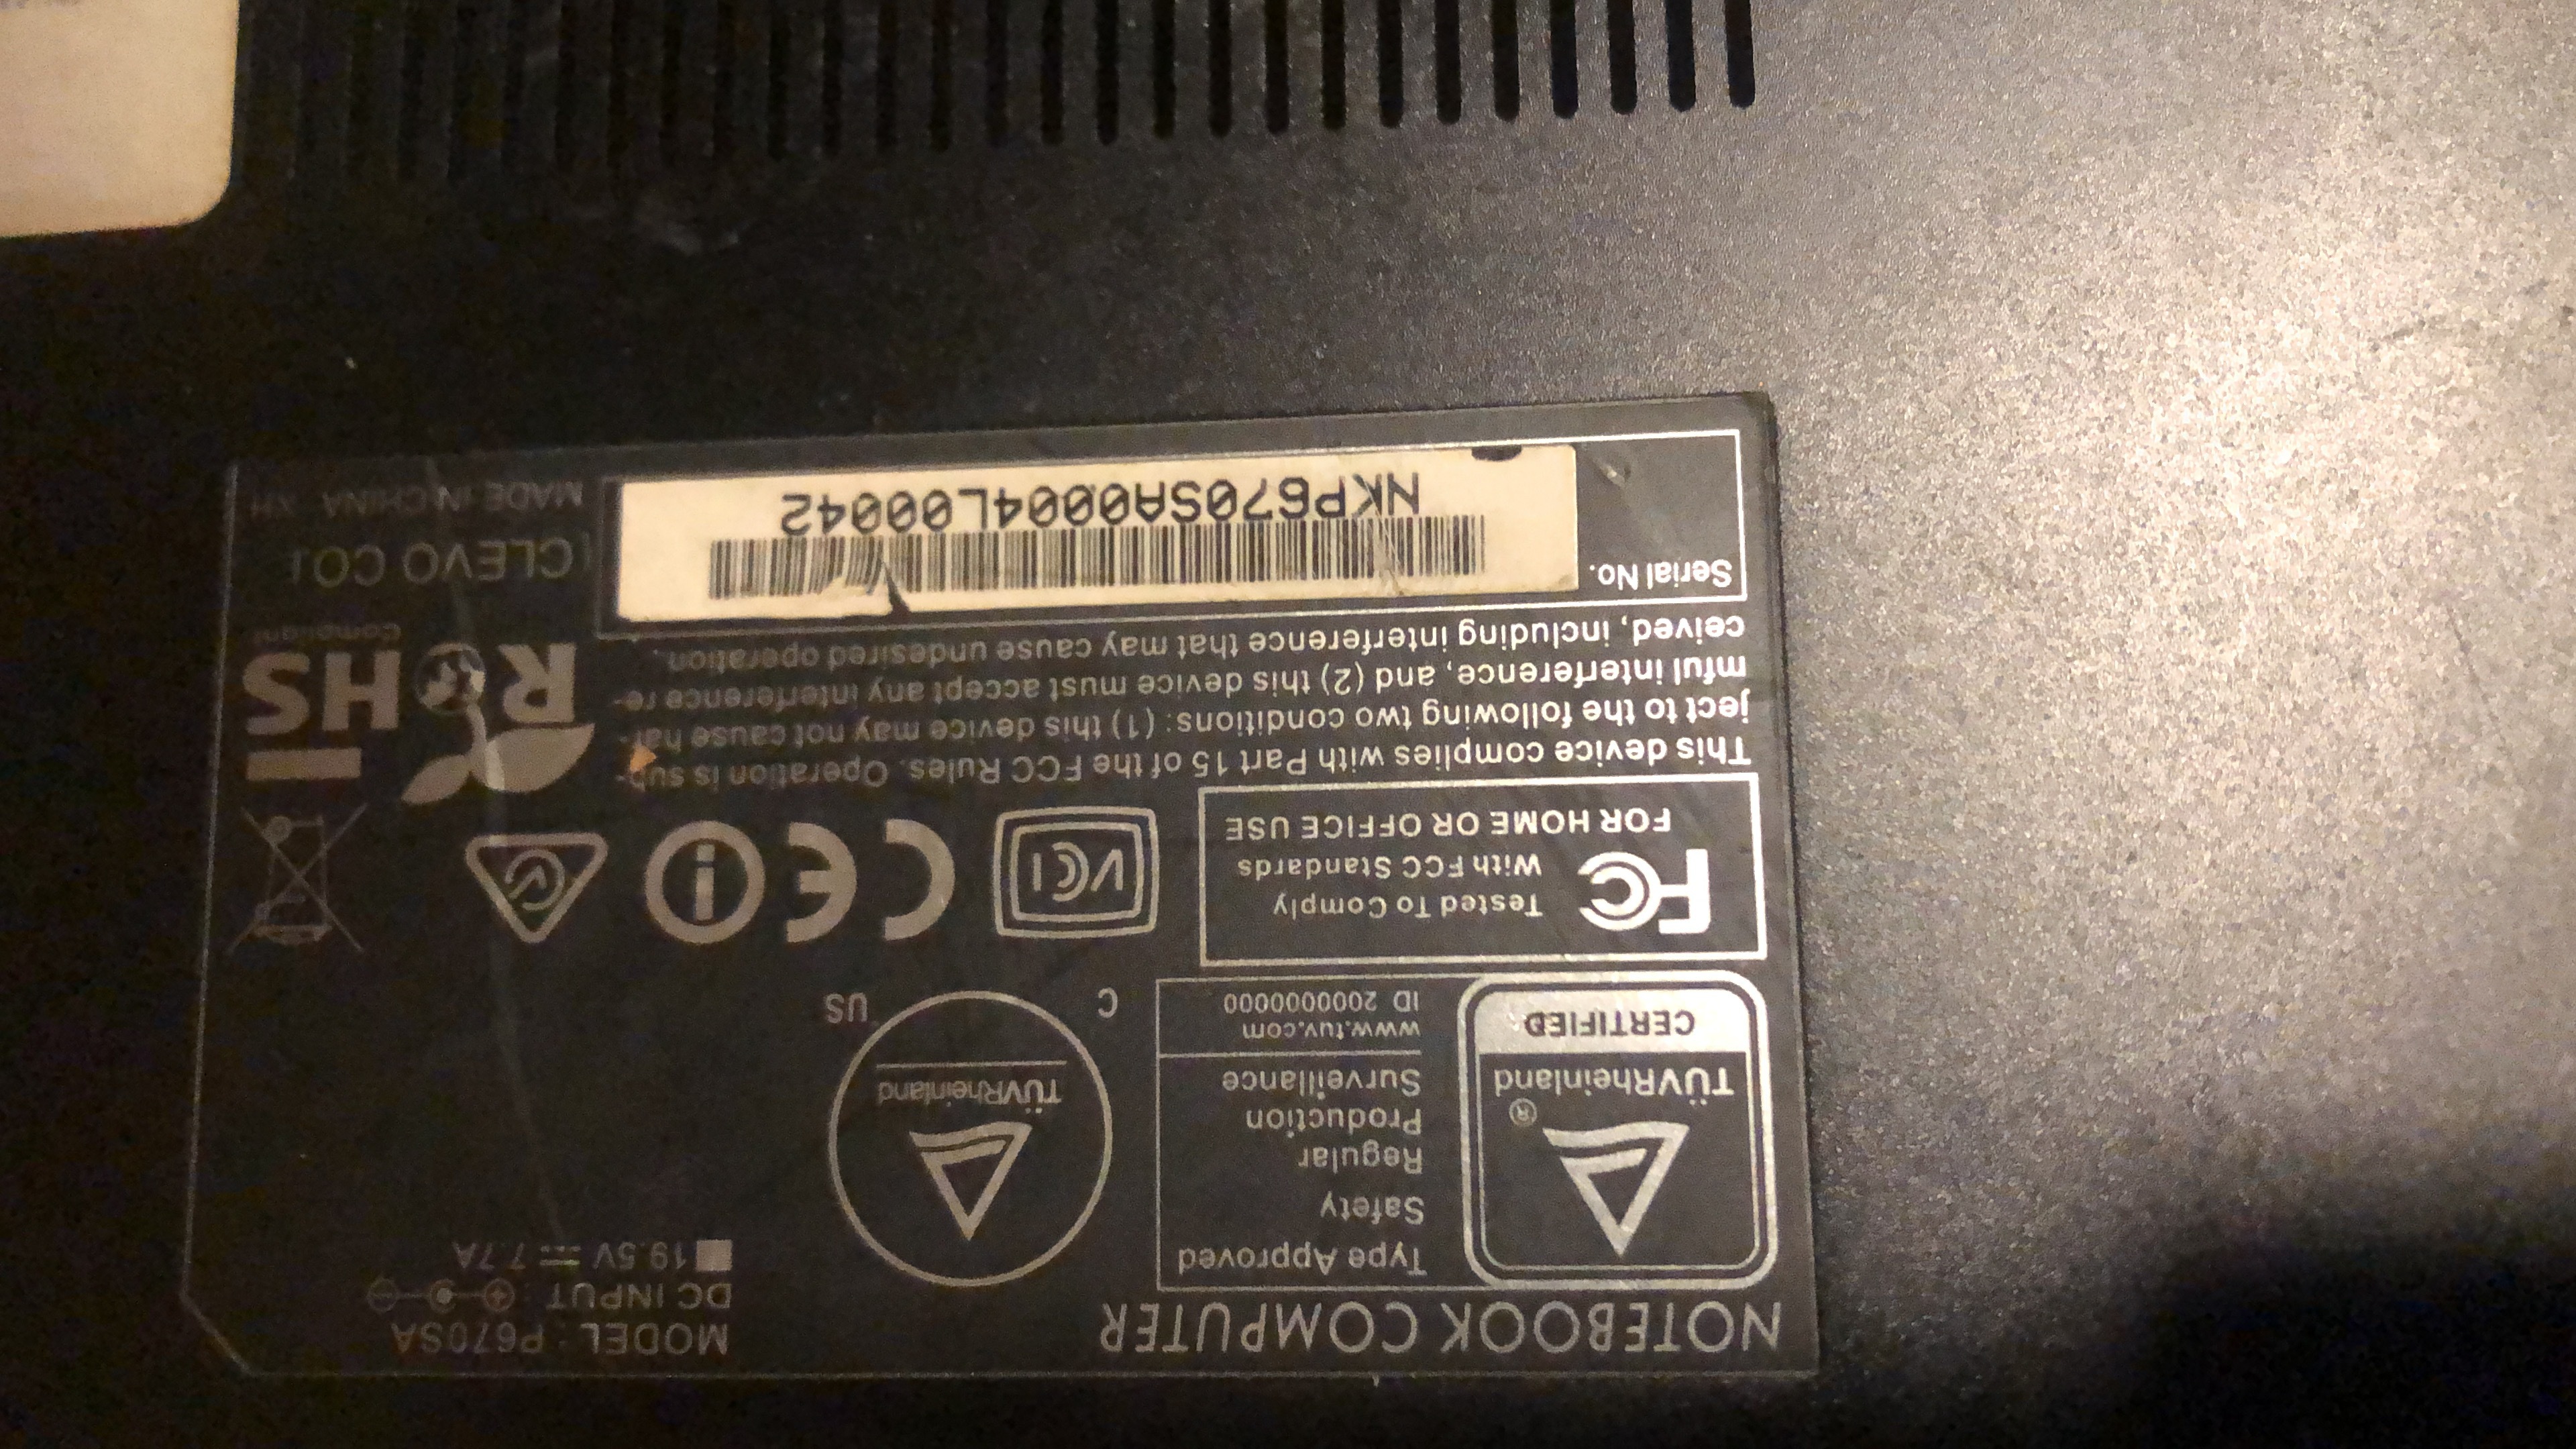 NOTEBOOK COMPUTER
MODEL : P670SA
DC INPUT :
19.5V 7.7A
Type Approved
Safety
Regular
Production
Surveillance
www.tuv.com
ID 2000000000
TÜVRheinland ®
CERTIFIED
TÜVRheinland
C US
FC
Tested To Comply
With FCC Standards
FOR HOME OR OFFICE USE
VCI
CE
i
This device complies with Part 15 of the FCC Rules. Operation is sub-
ject to the following two conditions: (1) this device may not cause har-
mful interference, and (2) this device must accept any interference re-
ceived, including interference that may cause undesired operation.
RoHS
Compliant
Serial No.
NKP670SA0004L00042
CLEVO CO.
MADE IN CHINA XH